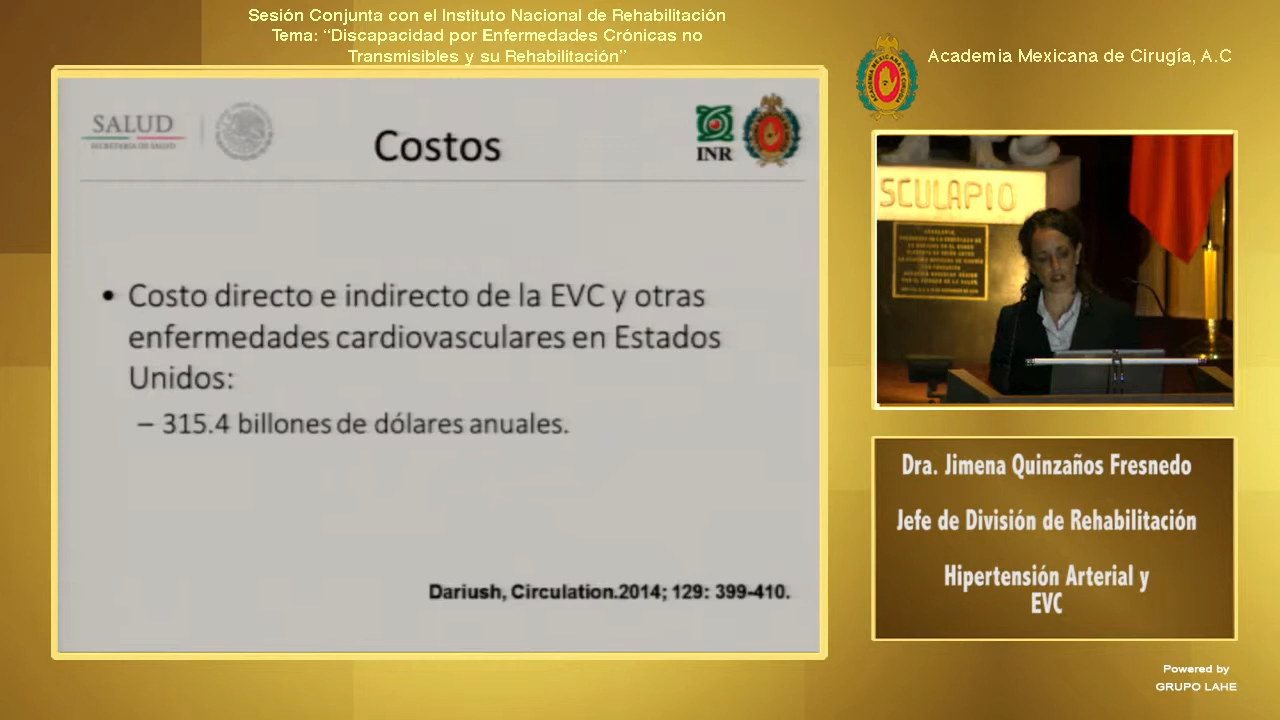 Sesión Conjunta con el Instituto Nacional de Rehabilitación
Tema: “Discapacidad por Enfermedades Crónicas no
Transmisibles y su Rehabilitación”
Academia Mexicana de Cirugía, A.C
SALUD
SECRETARÍA DE SALUD
INR
Costos
• Costo directo e indirecto de la EVC y otras
enfermedades cardiovasculares en Estados
Unidos:
– 315.4 billones de dólares anuales.
Dariush, Circulation.2014; 129: 399-410.
SCULAPIO
Dra. Jimena Quinzaños Fresnedo
Jefe de División de Rehabilitación
Hipertensión Arterial y
EVC
Powered by
GRUPO LAHE